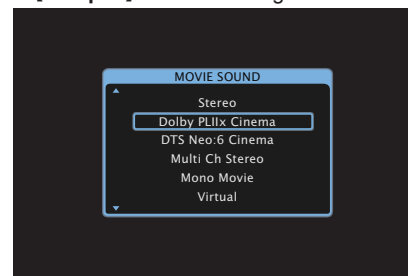 MOVIE SOUND
Stereo
Dolby PLIIx Cinema
DTS Neo:6 Cinema
Multi Ch Stereo
Mono Movie
Virtual